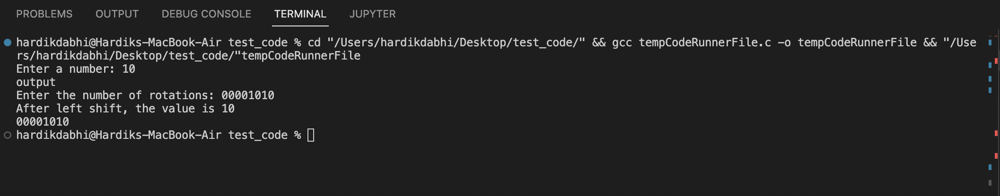 PROBLEMS OUTPUT DEBUG CONSOLE TERMINAL JUPYTER
hardikdabhi@Hardiks-MacBook-Air test_code % cd "/Users/hardikdabhi/Desktop/test_code/" && gcc tempCodeRunnerFile.c -o tempCodeRunnerFile && "/Use
rs/hardikdabhi/Desktop/test_code/"tempCodeRunnerFile
Enter a number: 10
output
Enter the number of rotations: 00001010
After left shift, the value is 10
00001010
hardikdabhi@Hardiks-MacBook-Air test_code %